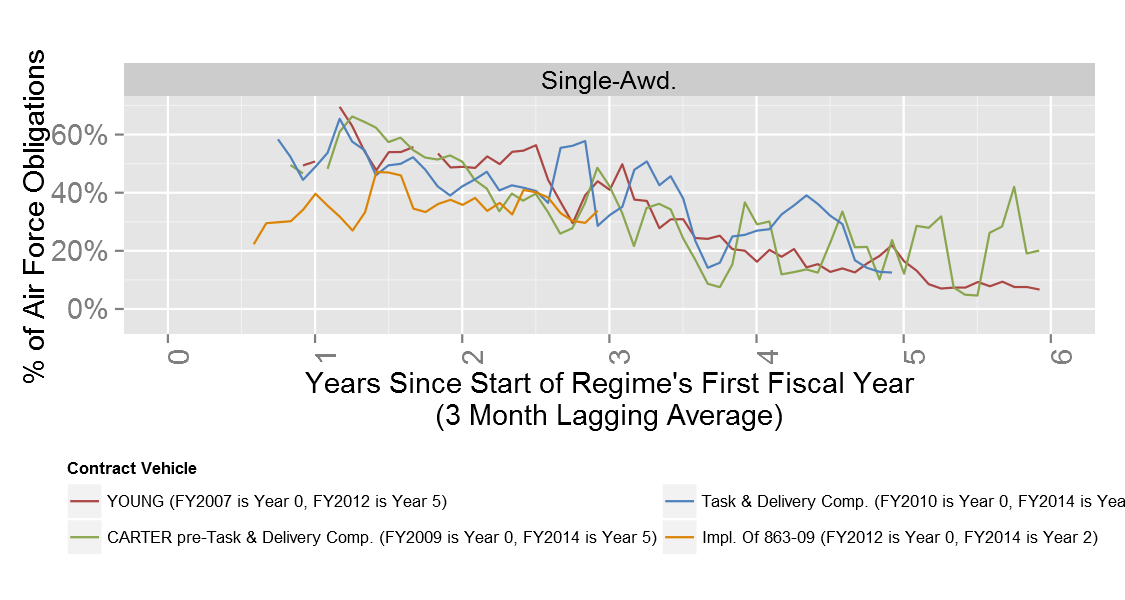 Single-Awd.
% of Air Force Obligations
60%
40%
20%
0%
0 1 2 3 4 5 6
Years Since Start of Regime's First Fiscal Year
(3 Month Lagging Average)
Contract Vehicle
YOUNG (FY2007 is Year 0, FY2012 is Year 5)
Task & Delivery Comp. (FY2010 is Year 0, FY2014 is Yea
CARTER pre-Task & Delivery Comp. (FY2009 is Year 0, FY2014 is Year 5)
Impl. Of 863-09 (FY2012 is Year 0, FY2014 is Year 2)